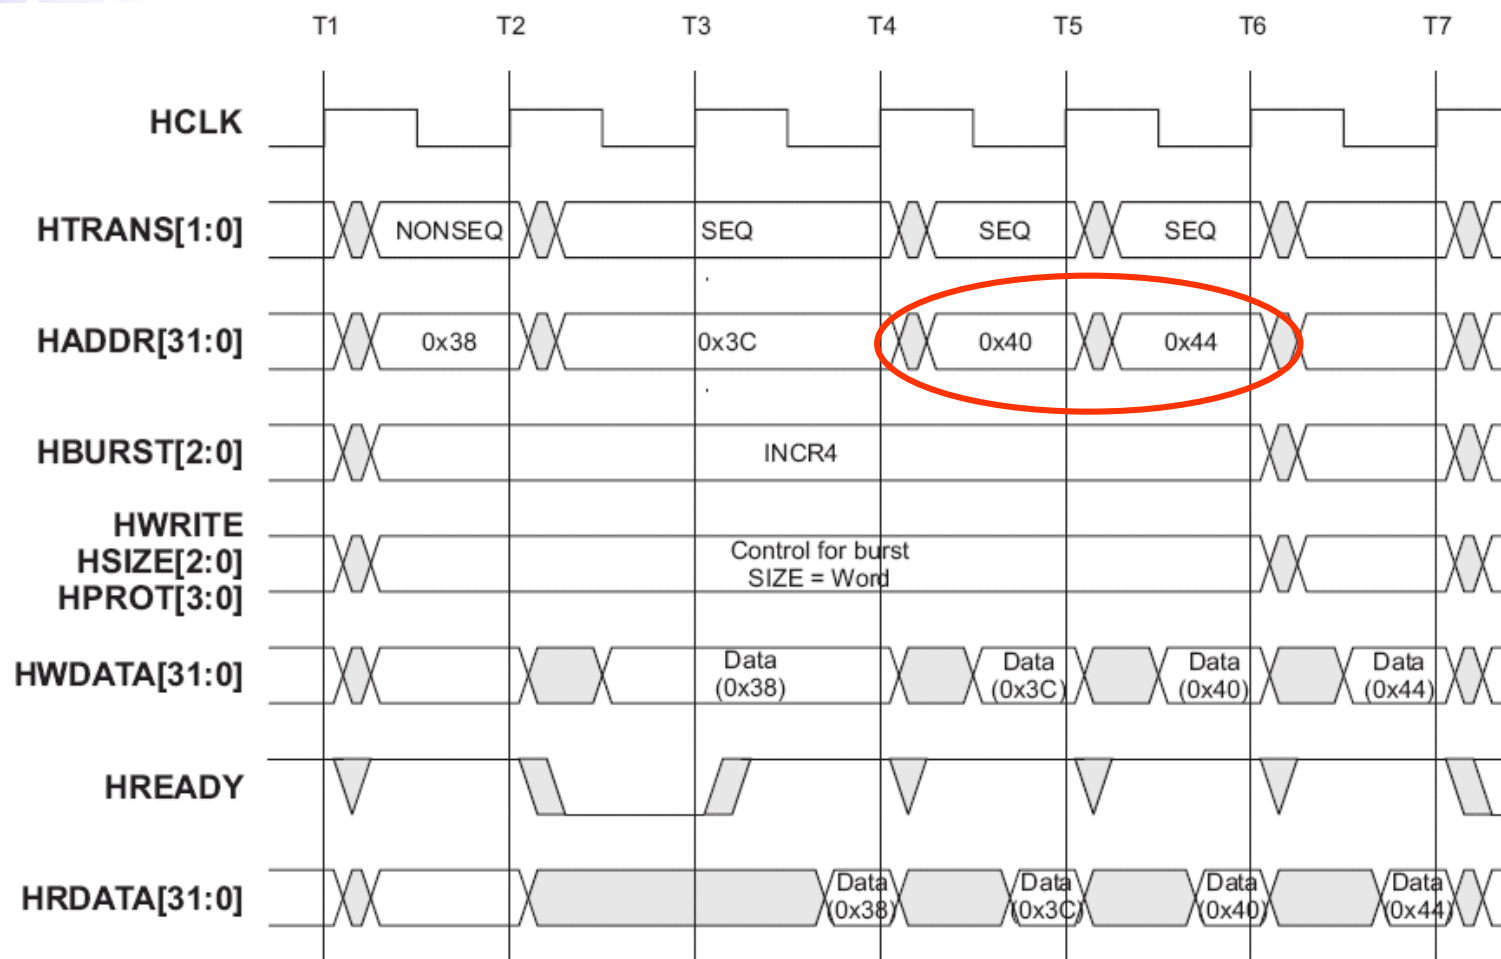 T1 T2 T3 T4 T5 T6 T7
HCLK
HTRANS[1:0] NONSEQ SEQ SEQ SEQ
HADDR[31:0] 0x38 0x3C 0x40 0x44
HBURST[2:0] INCR4
HWRITE
HSIZE[2:0]
HPROT[3:0]
Control for burst
SIZE = Word
HWDATA[31:0]
Data
(0x38)
Data
(0x3C)
Data
(0x40)
Data
(0x44)
HREADY
HRDATA[31:0]
Data
(0x38)
Data
(0x3C)
Data
(0x40)
Data
(0x44)